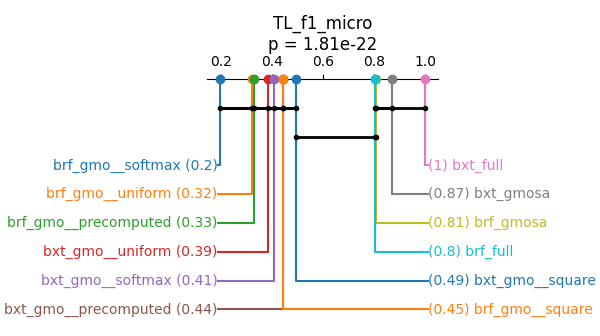 TL_f1_micro
p = 1.81e-22
0.2 0.4 0.6 0.8 1.0
brf_gmo__softmax (0.2) (1) bxt_full
brf_gmo__uniform (0.32) (0.87) bxt_gmosa
brf_gmo__precomputed (0.33) (0.81) brf_gmosa
bxt_gmo__uniform (0.39) (0.8) brf_full
bxt_gmo__softmax (0.41) (0.49) bxt_gmo__square
bxt_gmo__precomputed (0.44) (0.45) brf_gmo__square